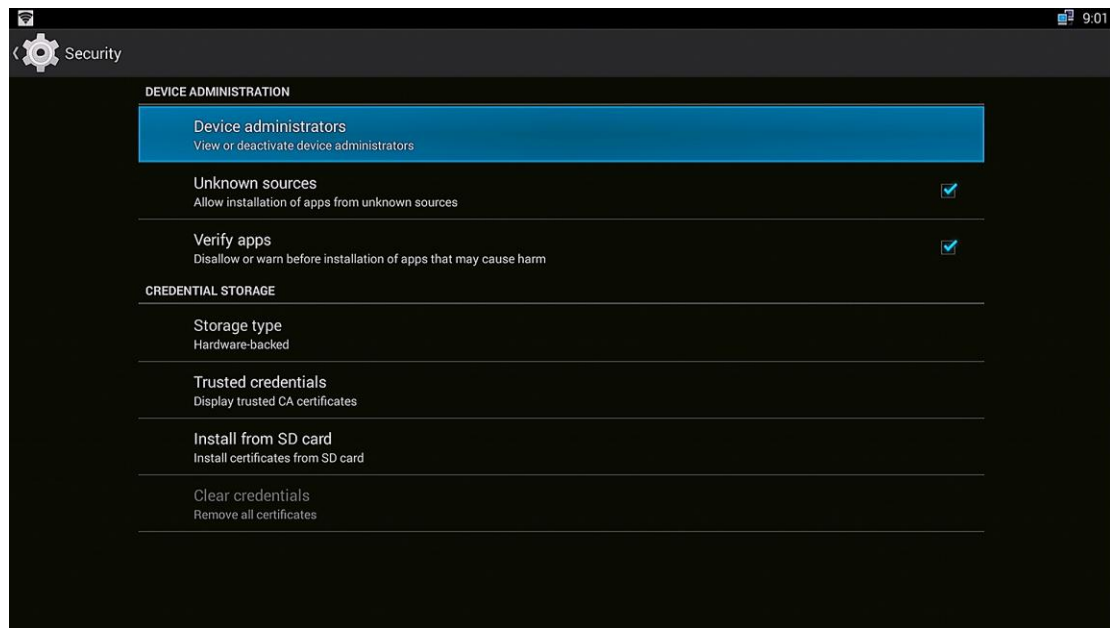 9:01
Security
DEVICE ADMINISTRATION
Device administrators
View or deactivate device administrators
Unknown sources
Allow installation of apps from unknown sources
Verify apps
Disallow or warn before installation of apps that may cause harm
CREDENTIAL STORAGE
Storage type
Hardware-backed
Trusted credentials
Display trusted CA certificates
Install from SD card
Install certificates from SD card
Clear credentials
Remove all certificates